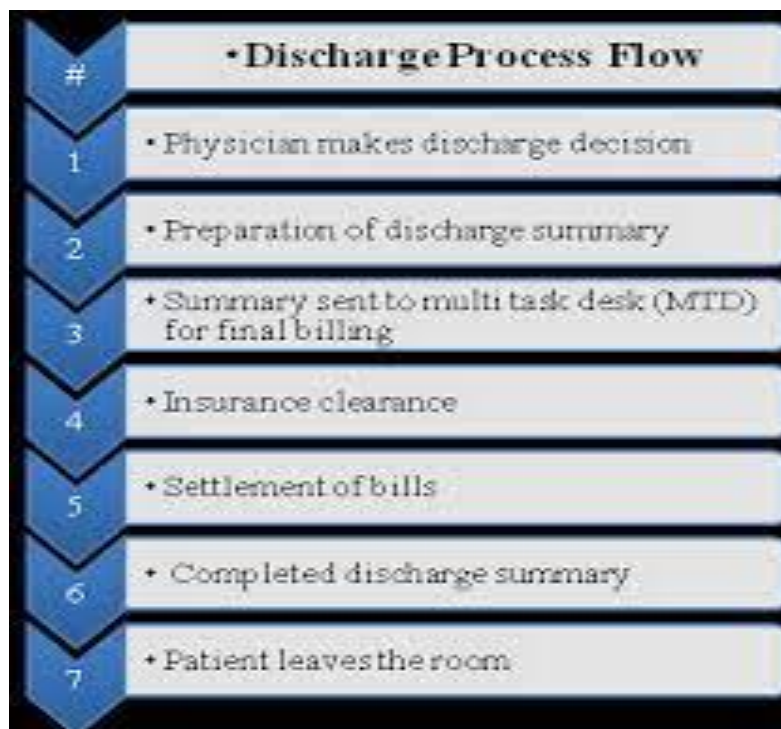 #
• Discharge Process Flow
1
• Physician makes discharge decision
2
• Preparation of discharge summary
3
• Summary sent to multi task desk (MTD)
for final billing
4
• Insurance clearance
5
• Settlement of bills
6
• Completed discharge summary
7
• Patient leaves the room